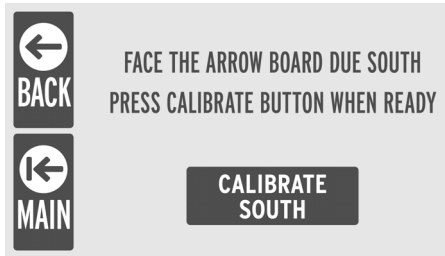 BACK
MAIN
FACE THE ARROW BOARD DUE SOUTH
PRESS CALIBRATE BUTTON WHEN READY
CALIBRATE
SOUTH